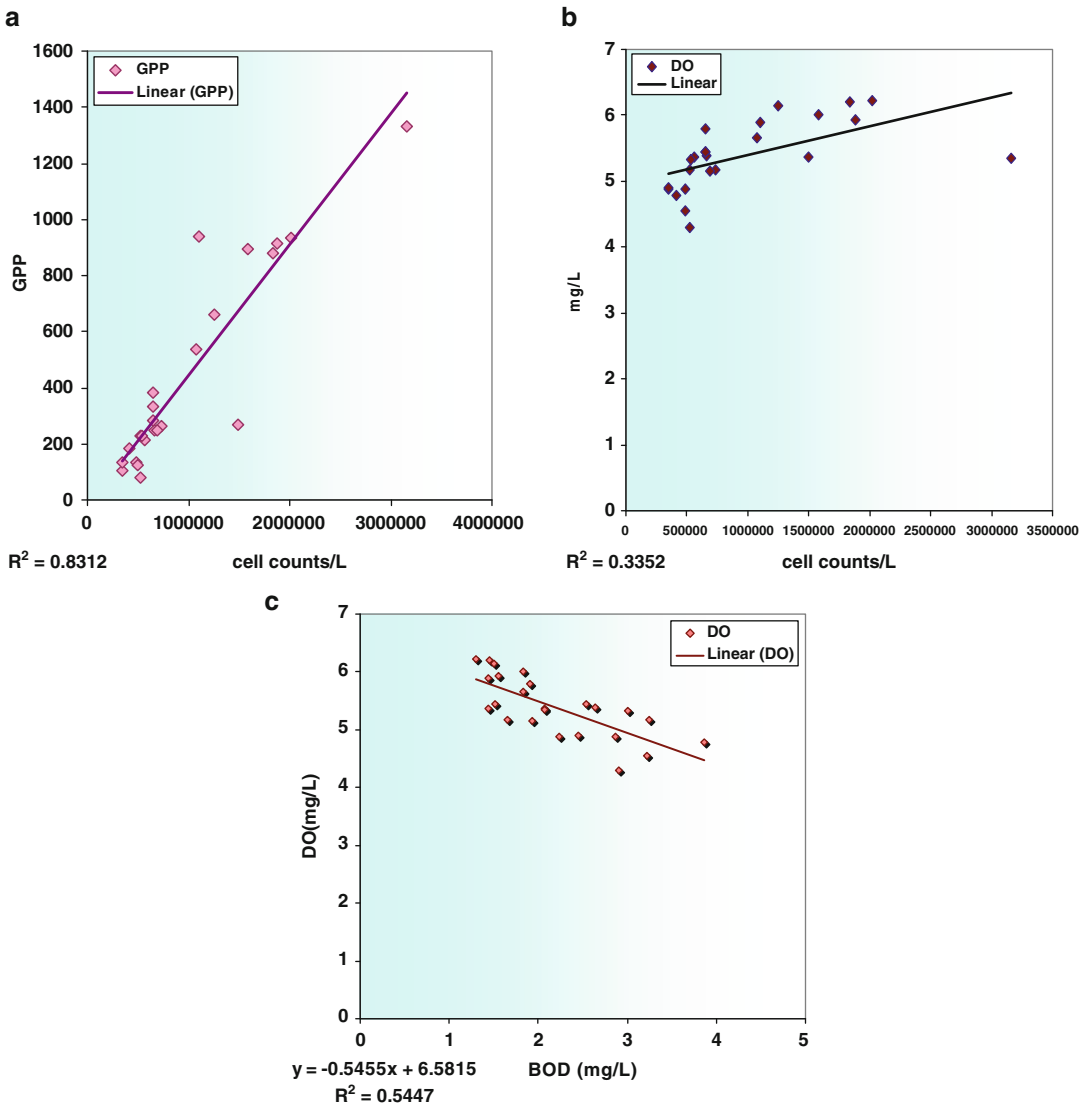 a
1600
1400
1200
1000
800
600
400
200
0
GPP
GPP
Linear (GPP)
0 1000000 2000000 3000000 4000000
R² = 0.8312 cell counts/L
b
7
6
5
4
3
2
1
0
mg/L
DO
Linear
0 500000 1000000 1500000 2000000 2500000 3000000 3500000
R² = 0.3352 cell counts/L
c
7
6
5
4
3
2
1
0
DO(mg/L)
DO
Linear (DO)
0 1 2 3 4 5
y = -0.5455x + 6.5815 BOD (mg/L)
R² = 0.5447